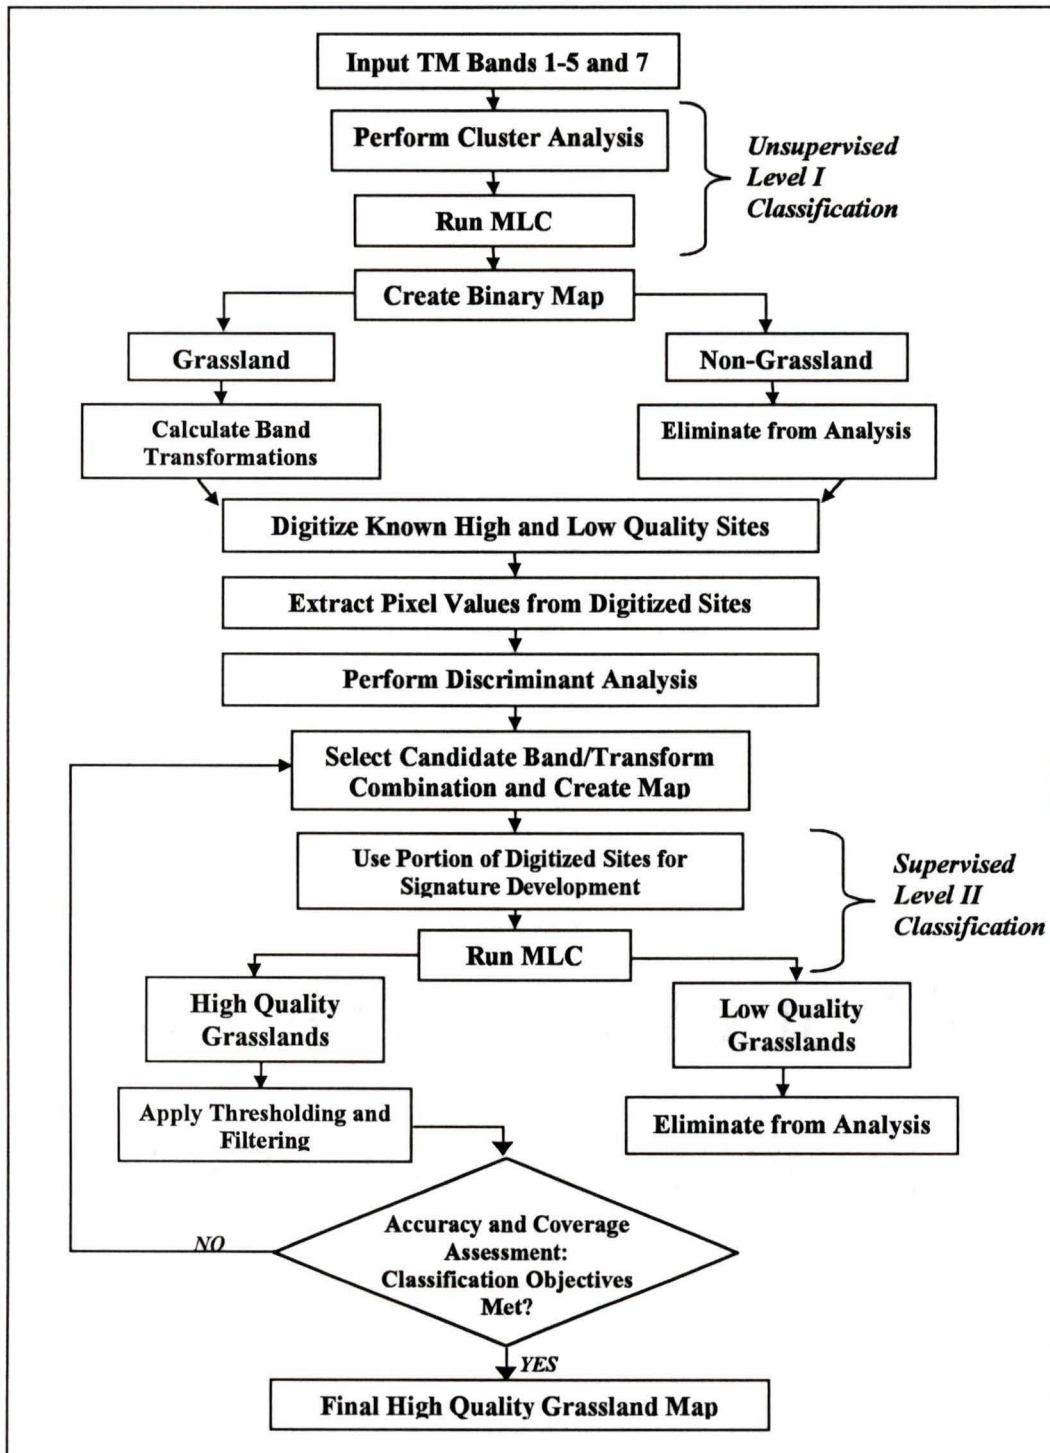 Input TM Bands 1-5 and 7
Perform Cluster Analysis
Unsupervised
Level I
Classification
Run MLC
Create Binary Map
Grassland
Non-Grassland
Calculate Band
Transformations
Eliminate from Analysis
Digitize Known High and Low Quality Sites
Extract Pixel Values from Digitized Sites
Perform Discriminant Analysis
Select Candidate Band/Transform
Combination and Create Map
Use Portion of Digitized Sites for
Signature Development
Supervised
Level II
Classification
Run MLC
High Quality
Grasslands
Low Quality
Grasslands
Apply Thresholding and
Filtering
Eliminate from Analysis
Accuracy and Coverage
Assessment:
Classification Objectives
Met?
NO
YES
Final High Quality Grassland Map